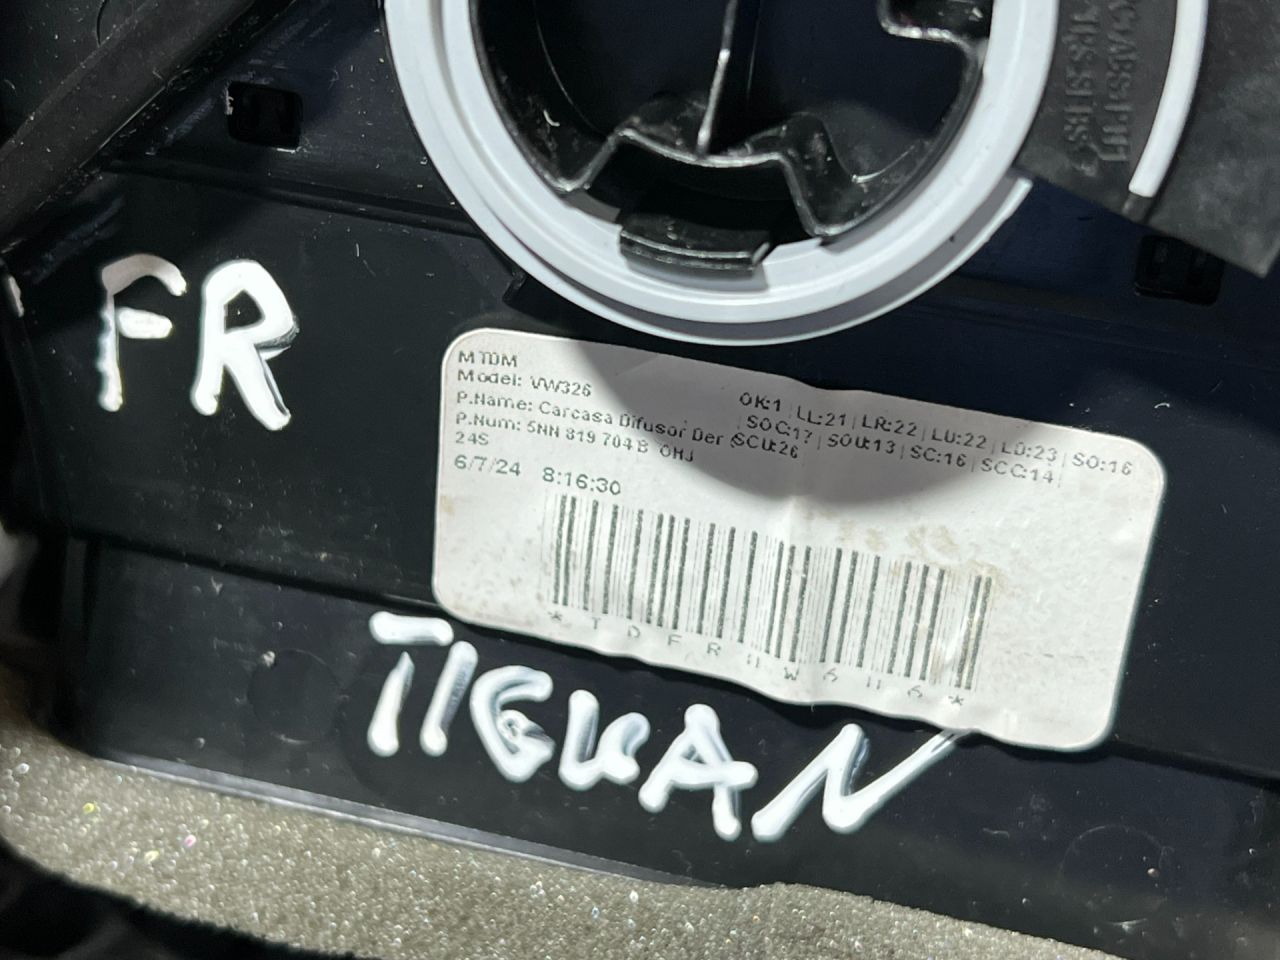 FR
MTDM
Model: VW326
P.Name: Carcasa Difusor Der
P.Num: 5NN 819 704 B OHJ
24S
6/7/24 8:16:30
OK:1 | LL:21 | LR:22 | LU:22 | LD:23 | SO:16
SOC:17 | SOU:13 | SC:16 | SCC:14 |
SCU:26
TIGUAN